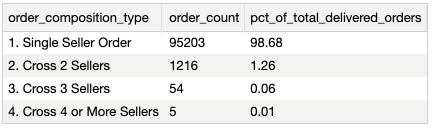 order_composition_type order_count pct_of_total_delivered_orders
1. Single Seller Order 95203 98.68
2. Cross 2 Sellers 1216 1.26
3. Cross 3 Sellers 54 0.06
4. Cross 4 or More Sellers 5 0.01